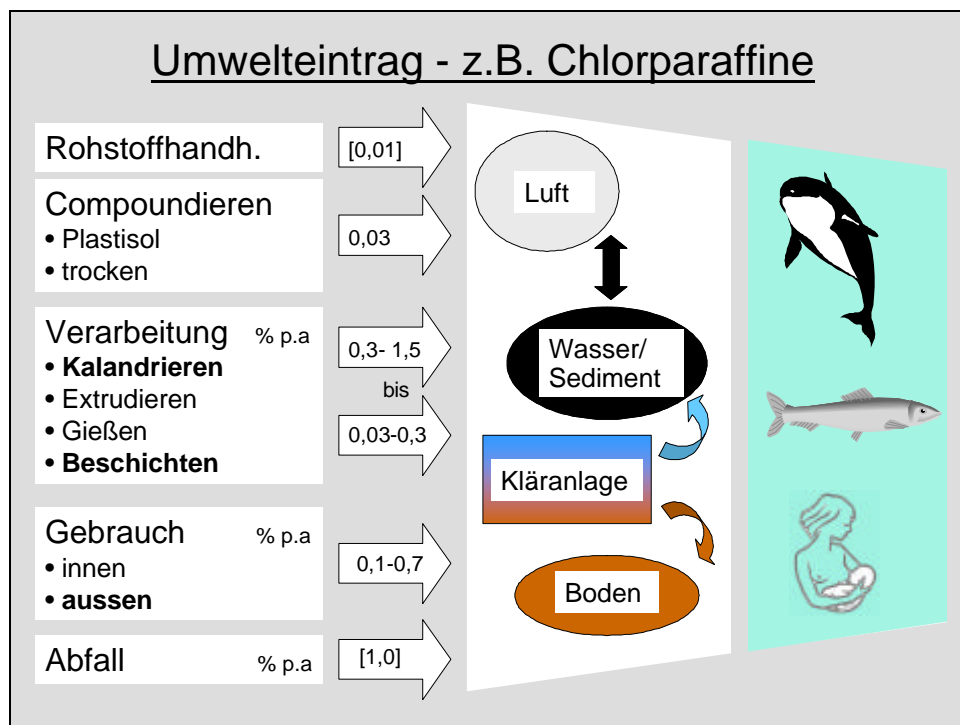 Umwelteintrag - z.B. Chlorparaffine
Rohstoffhandh.
[0,01]
Compoundieren
• Plastisol
• trocken
0,03
Verarbeitung % p.a
• Kalandrieren
• Extrudieren
• Gießen
• Beschichten
0,3- 1,5
bis
0,03-0,3
Gebrauch % p.a
• innen
• aussen
0,1-0,7
Abfall % p.a
[1,0]
Luft
Wasser/
Sediment
Kläranlage
Boden